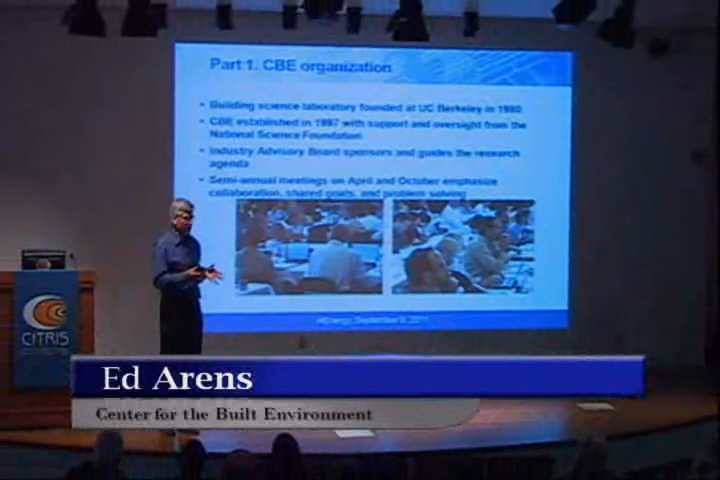 Part 1. CBE organization
• Building science laboratory founded at UC Berkeley in 1980
• CBE established in 1997 with support and oversight from the
National Science Foundation
• Industry Advisory Board sponsors and guides the research
agenda
• Semi-annual meetings on April and October emphasize
collaboration, shared goals, and problem solving
September
CITRIS
Ed Arens
Center for the Built Environment